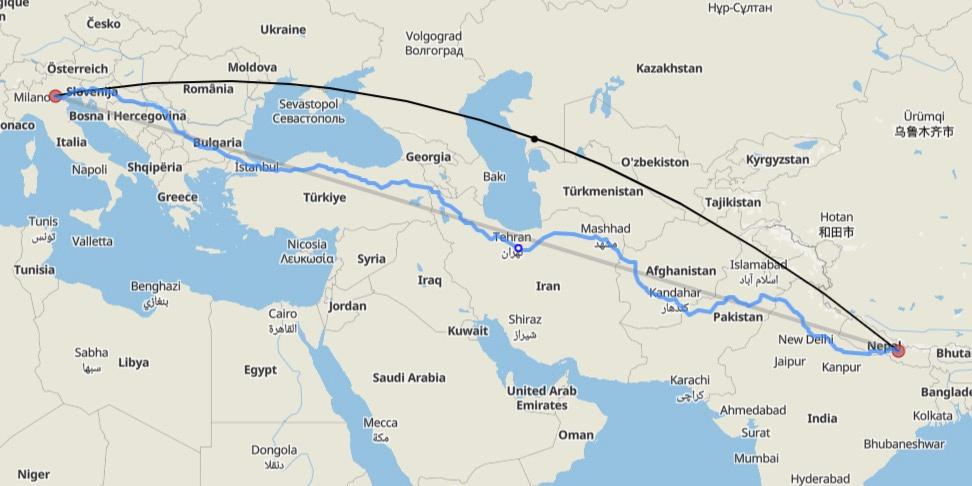 gique
Нұр-Сұлтан
Česko
Ukraine
Volgograd
Волгоград
Österreich
Moldova
Kazakhstan
Milano
Slovenija
România
Sevastopol
Севастополь
onaco
Bosna i Hercegovina
Ürümqi
乌鲁木齐市
Italia
Bulgaria
Georgia
O'zbekiston
Kyrgyzstan
Napoli
Shqipëria
İstanbul
Bakı
Greece
Türkiye
Türkmenistan
Tajikistan
Tunis
تونس
Valletta
Hotan
和田市
Mashhad
مشهد
Tehran
تهران
Nicosia
Λευκωσία
Syria
Islamabad
اسلام آباد
Tunisia
Afghanistan
Iraq
Iran
Benghazi
بنغازي
Kandahar
کندهار
Jordan
Cairo
القاهرة
Pakistan
Shiraz
شیراز
Kuwait
New Delhi
Nepal
Bhuta
Sabha
سبها
Libya
Egypt
Jaipur
Kanpur
Saudi Arabia
Karachi
کراچی
United Arab
Emirates
Banglade
Mecca
مكة
Ahmedabad
India
Kolkata
Oman
Surat
Bhubaneshwar
Dongola
دنقلا
Mumbai
Niger
Hyderabad